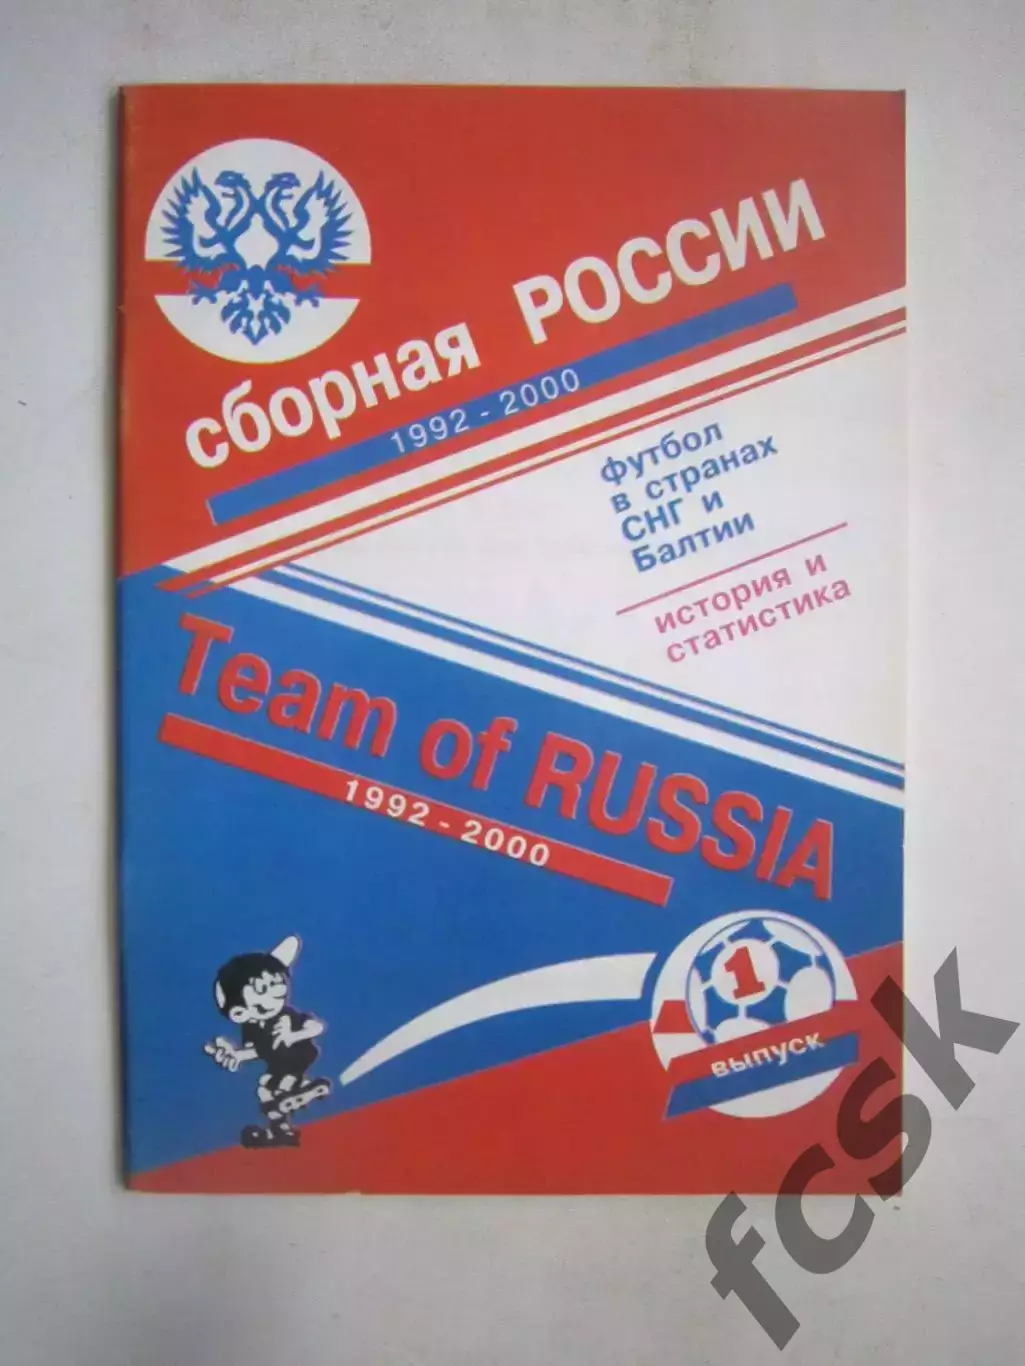 сборная РОССИИ
1992 - 2000
футбол
в странах
СНГ и
Балтии
история и
статистика
Team of RUSSIA
1992 - 2000
1
выпуск
fcsk